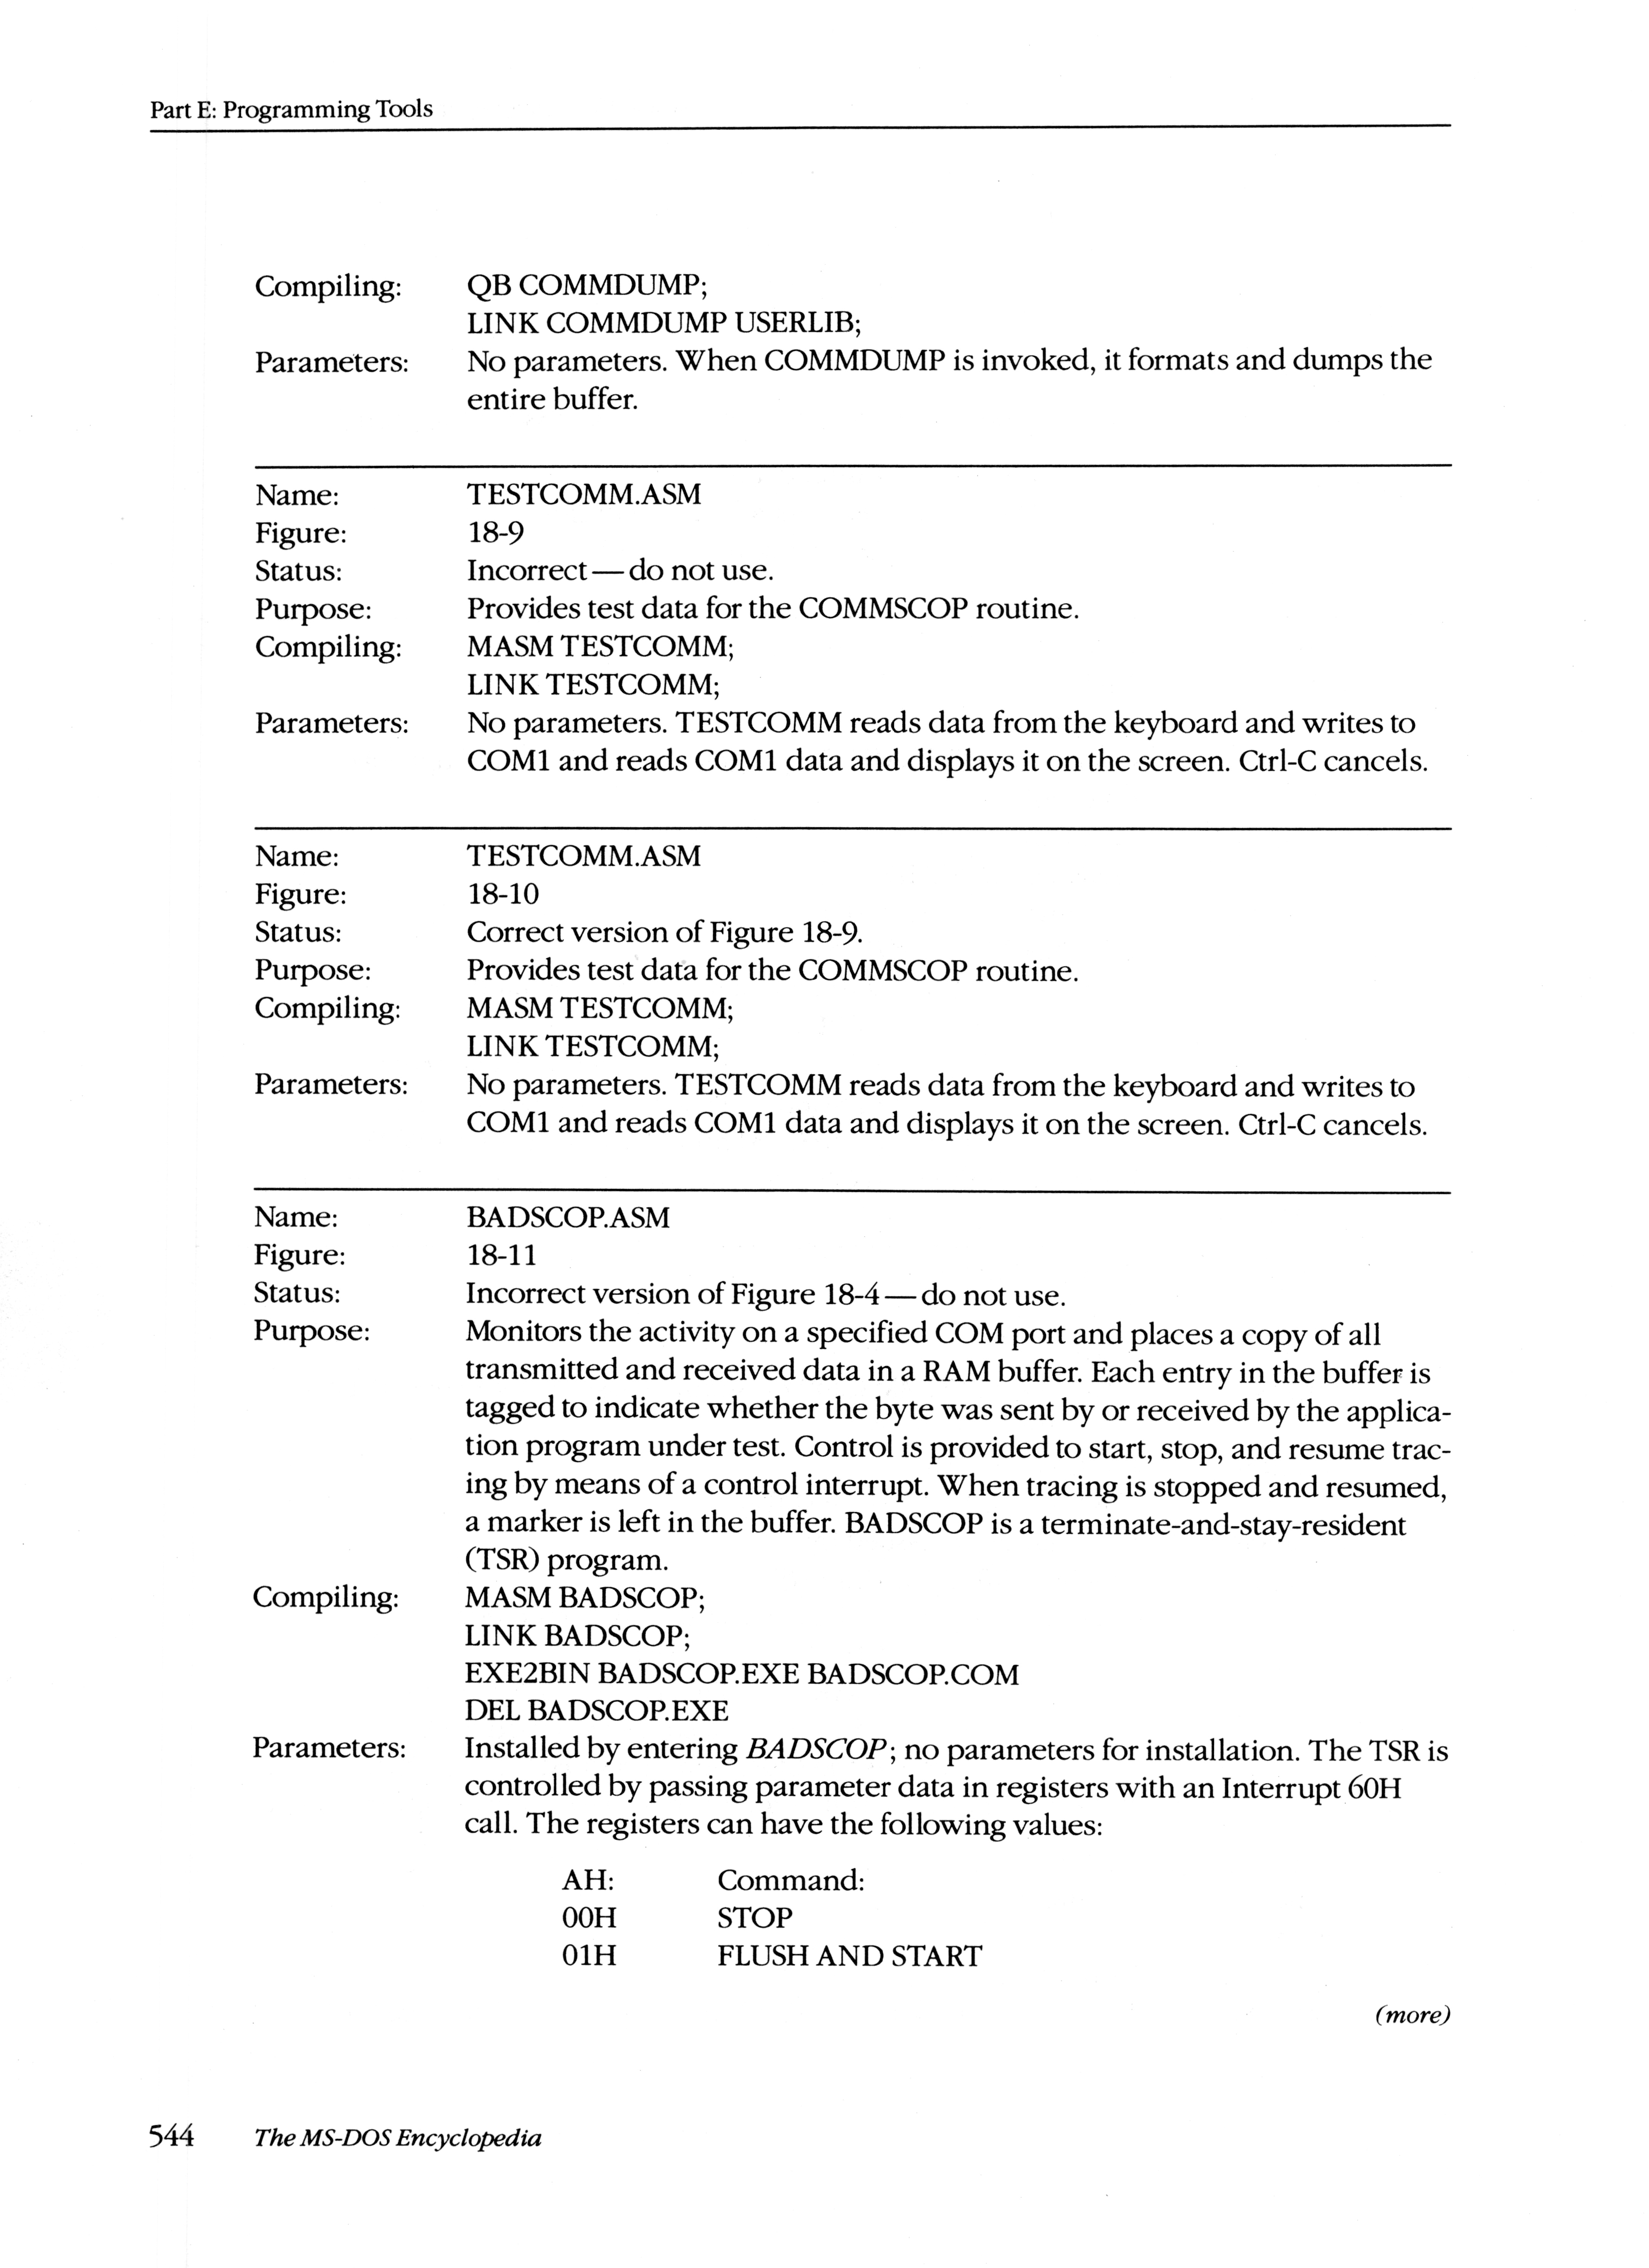 Part E: Programming Tools
Compiling: QB COMMDUMP;
LINK COMMDUMP USERLIB;
Parameters: No parameters. When COMMDUMP is invoked, it formats and dumps the
entire buffer.
Name: TESTCOMM.ASM
Figure: 18-9
Status: Incorrect — do not use.
Purpose: Provides test data for the COMMSCOP routine.
Compiling: MASM TESTCOMM;
LINK TESTCOMM;
Parameters: No parameters. TESTCOMM reads data from the keyboard and writes to
COM1 and reads COM1 data and displays it on the screen. Ctrl-C cancels.
Name: TESTCOMM.ASM
Figure: 18-10
Status: Correct version of Figure 18-9.
Purpose: Provides test data for the COMMSCOP routine.
Compiling: MASM TESTCOMM;
LINK TESTCOMM;
Parameters: No parameters. TESTCOMM reads data from the keyboard and writes to
COM1 and reads COM1 data and displays it on the screen. Ctrl-C cancels.
Name: BADSCOP.ASM
Figure: 18-11
Status: Incorrect version of Figure 18-4 — do not use.
Purpose: Monitors the activity on a specified COM port and places a copy of all
transmitted and received data in a RAM buffer. Each entry in the buffer is
tagged to indicate whether the byte was sent by or received by the applica-
tion program under test. Control is provided to start, stop, and resume trac-
ing by means of a control interrupt. When tracing is stopped and resumed,
a marker is left in the buffer. BADSCOP is a terminate-and-stay-resident
(TSR) program.
Compiling: MASM BADSCOP;
LINK BADSCOP;
EXE2BIN BADSCOP.EXE BADSCOP.COM
DEL BADSCOP.EXE
Parameters: Installed by entering BADSCOP; no parameters for installation. The TSR is
controlled by passing parameter data in registers with an Interrupt 60H
call. The registers can have the following values:
AH: Command:
00H STOP
01H FLUSH AND START
(more)
544 The MS-DOS Encyclopedia